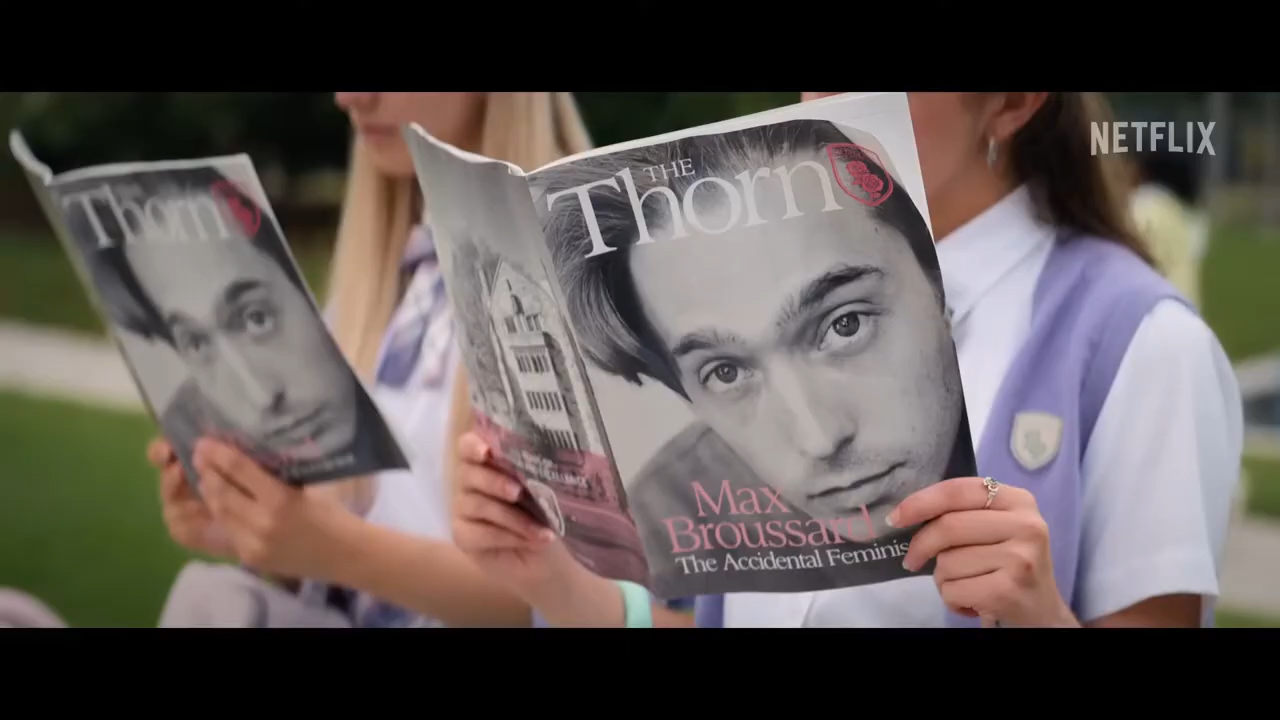 NETFLIX
Thorn
THE
Thorn
Max
Broussard
The Accidental Feminis